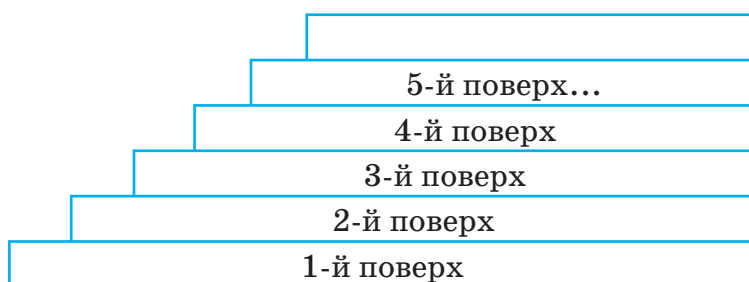 5-й поверх...
4-й поверх
3-й поверх
2-й поверх
1-й поверх